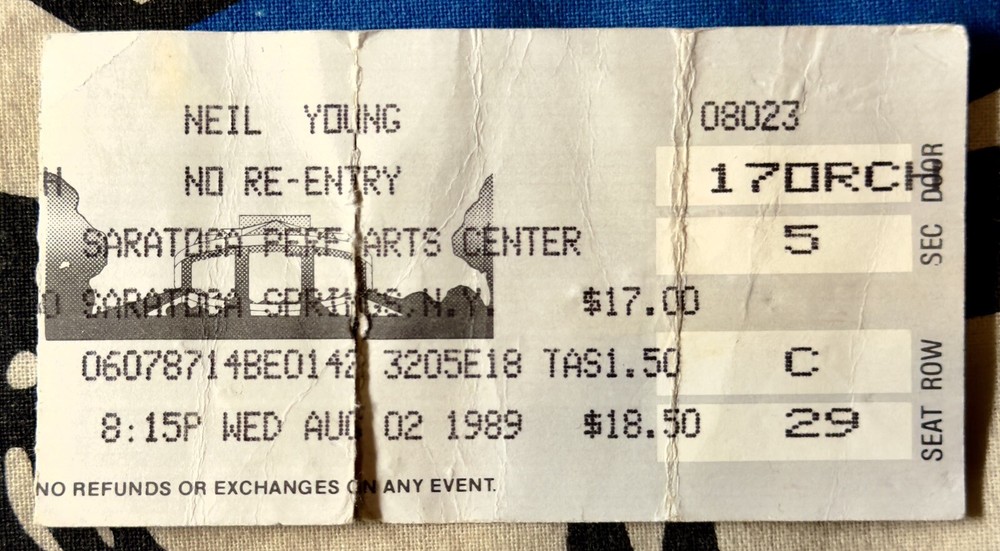 NEIL YOUNG 08023
H NO RE-ENTRY 17ORCH DOOR
SARATOGA PERF ARTS CENTER 5 SEC
O SARATOGA SPRINGS N.Y. $17.00
06078714BE0142 3205E18 TAS1.50 C ROW
8:15P WED AUG 02 1989 $18.50 29 SEAT
NO REFUNDS OR EXCHANGES ON ANY EVENT.